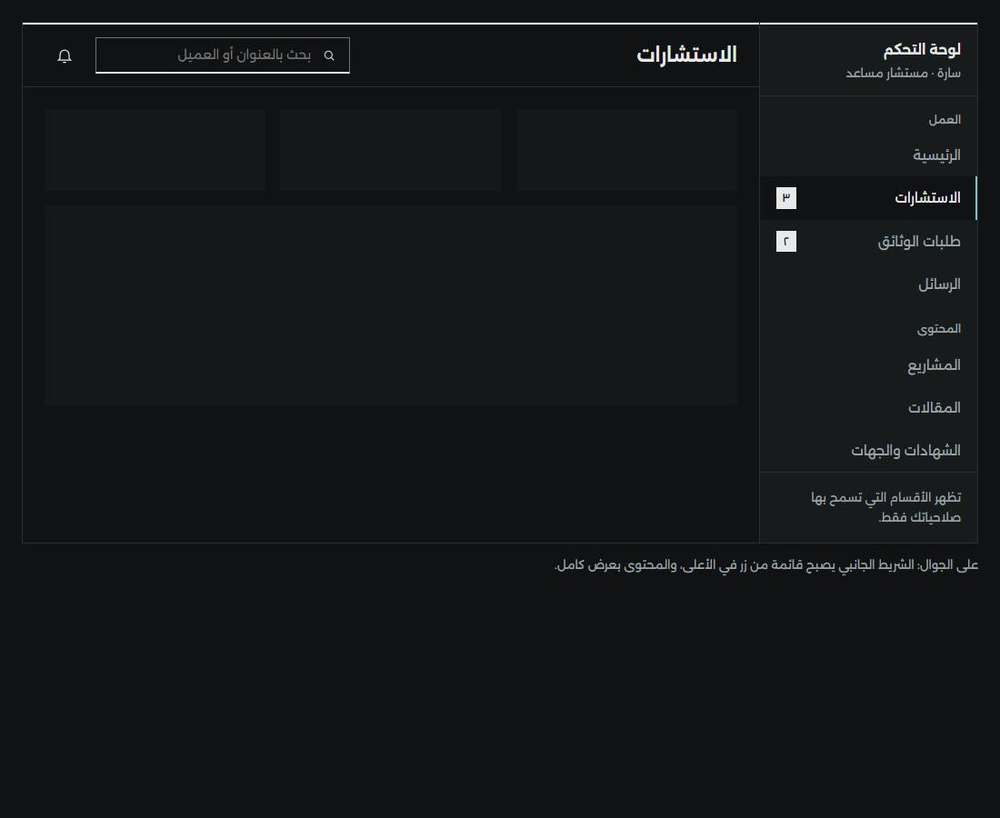 لوحة التحكم
سارة · مستشار مساعد
العمل
الرئيسية
الاستشارات ٣
طلبات الوثائق ٢
الرسائل
المحتوى
المشاريع
المقالات
الشهادات والجهات
تظهر الأقسام التي تسمح بها
صلاحياتك فقط.
الاستشارات
بحث بالعنوان أو العميل
على الجوال: الشريط الجانبي يصبح قائمة من زر في الأعلى، والمحتوى بعرض كامل.